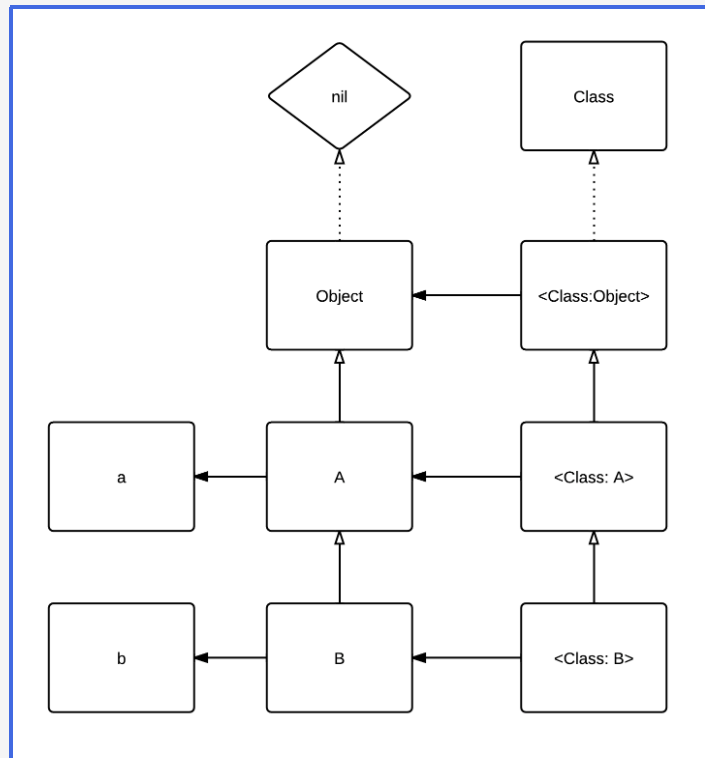 nil
Class
Object
<Class:Object>
a
A
<Class: A>
b
B
<Class: B>